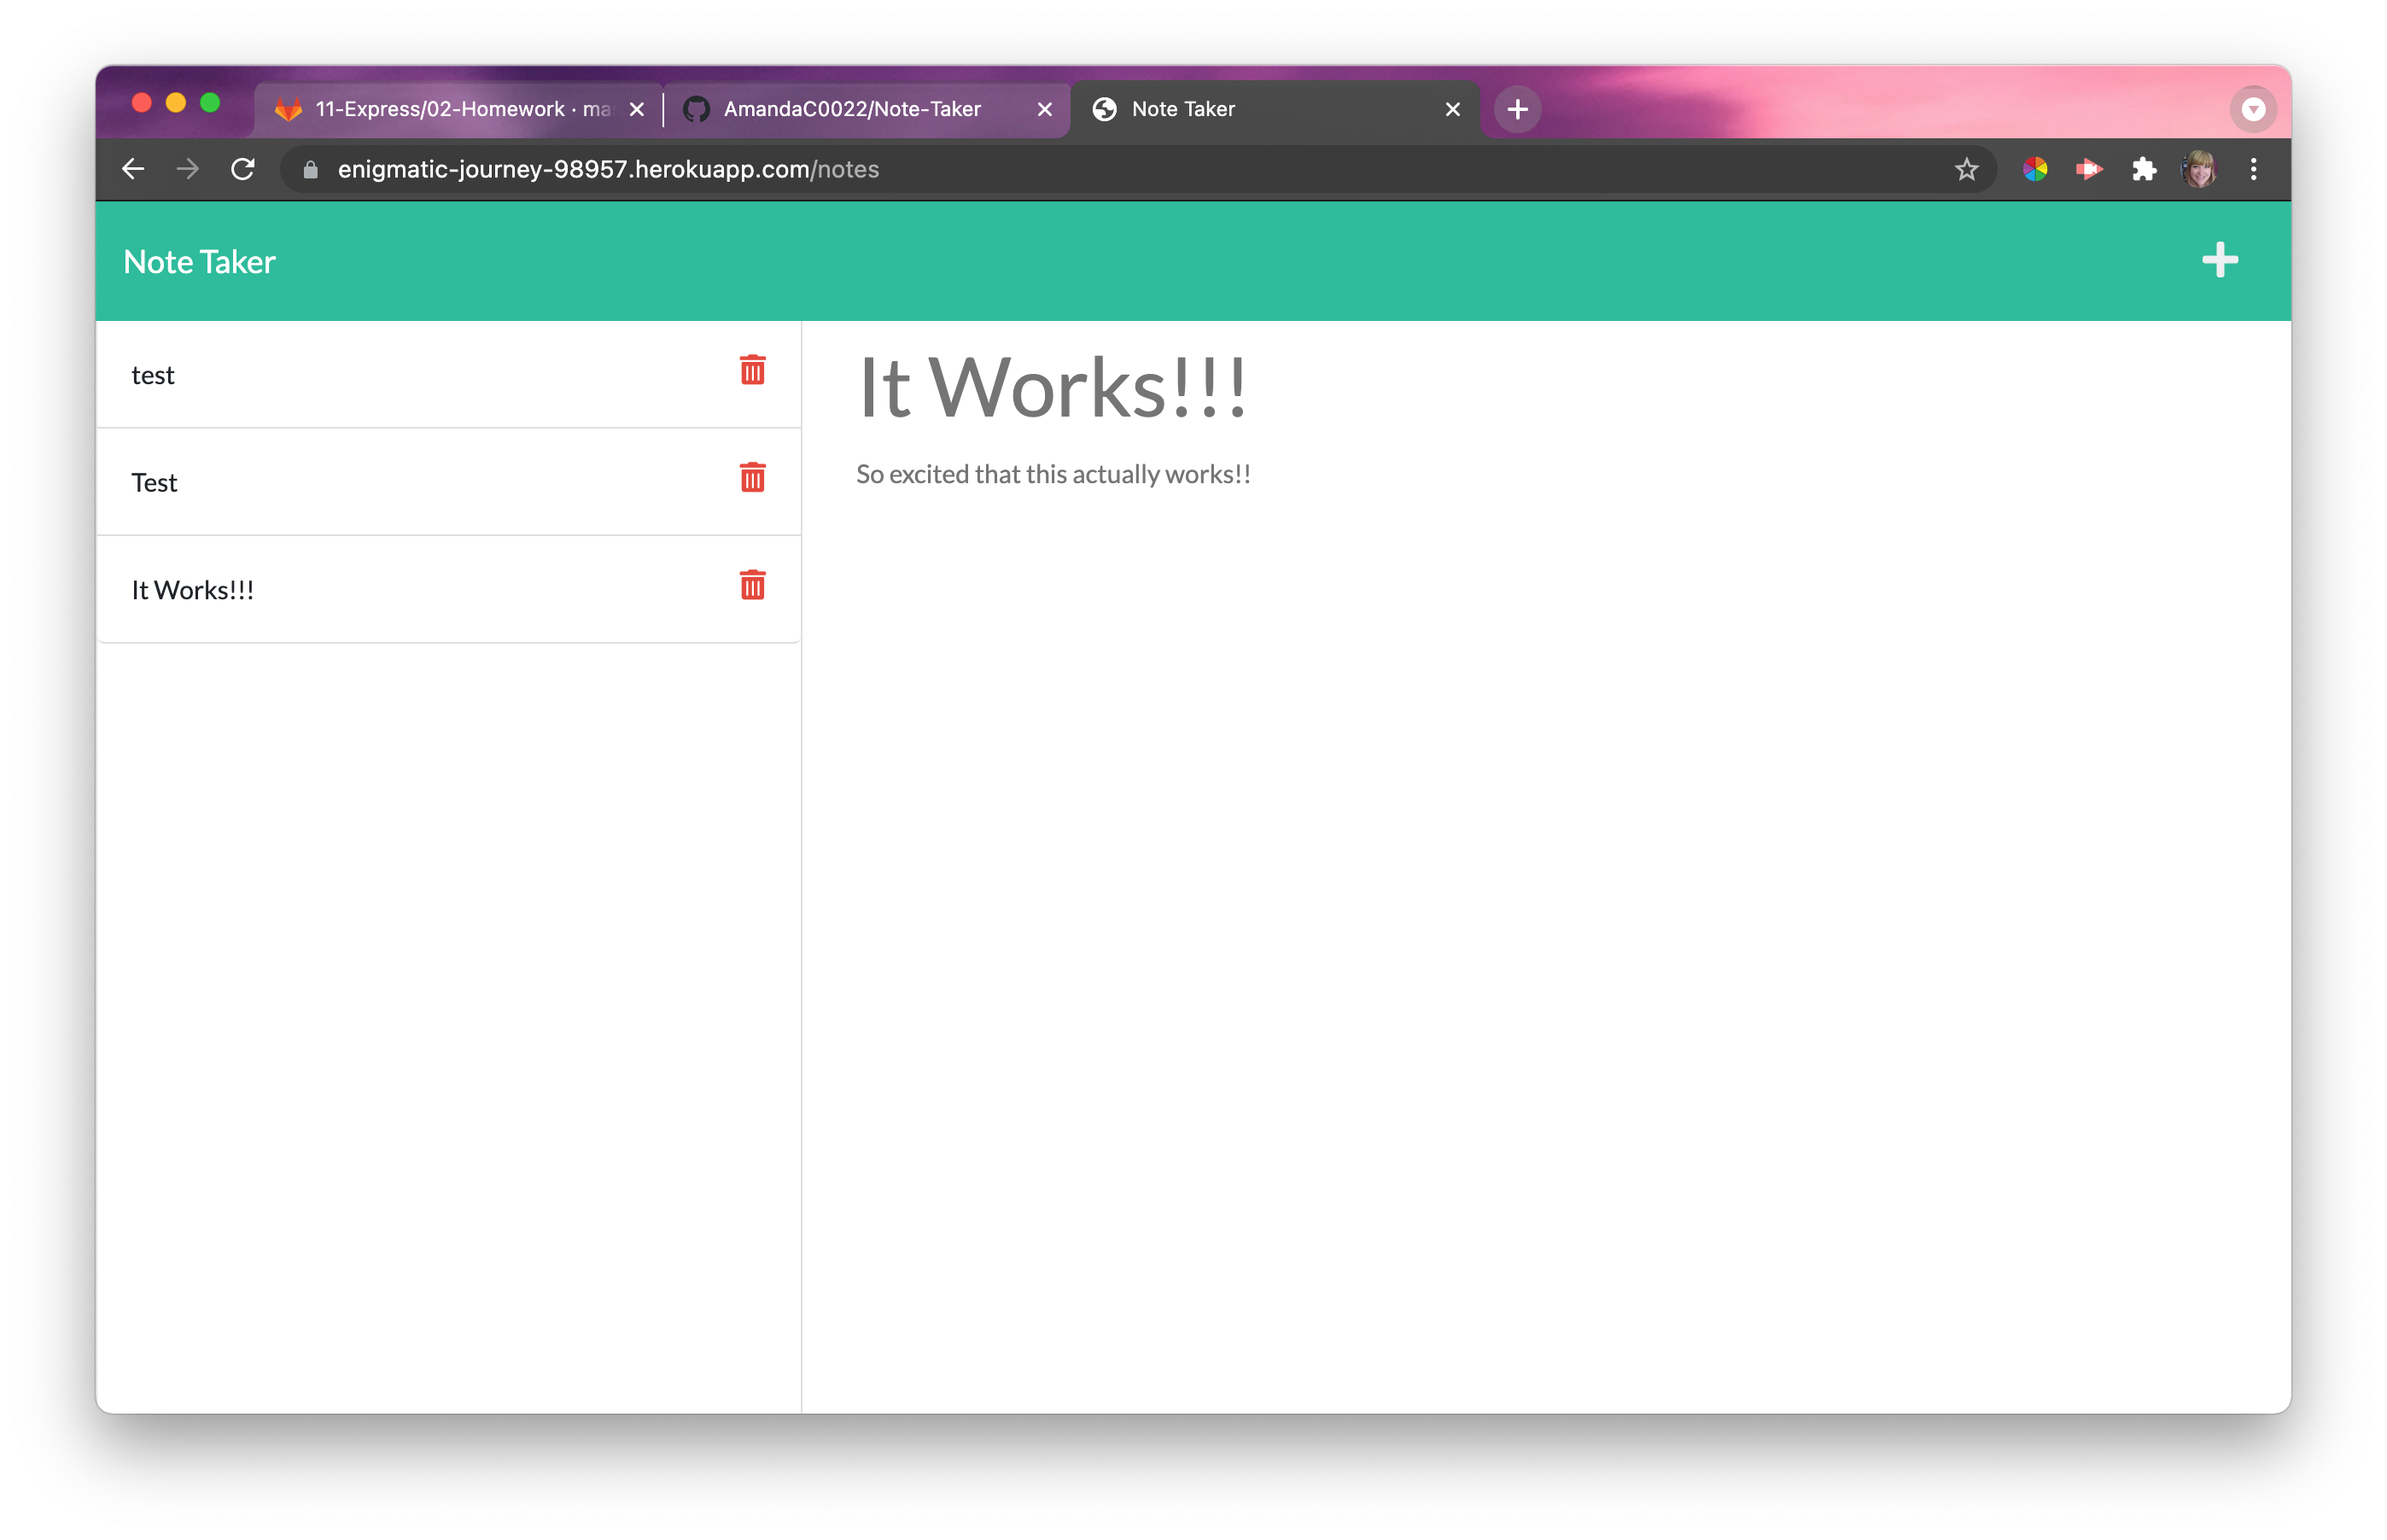 11-Express/02-Homework · ma
AmandaC0022/Note-Taker
Note Taker
enigmatic-journey-98957.herokuapp.com/notes
Note Taker
test
Test
It Works!!!
It Works!!!
So excited that this actually works!!